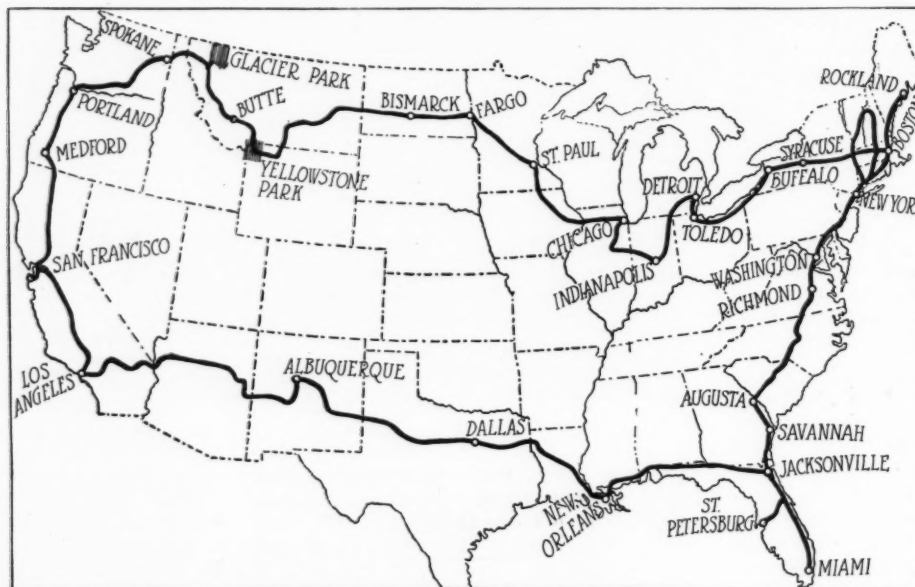 SPOKANE
GLACIER PARK
ROCKLAND
PORTLAND
BUTTE
BISMARCK
FARGO
BOSTON
MEDFORD
ST. PAUL
SYRACUSE
YELLOWSTONE
PARK
DETROIT
BUFFALO
NEW YORK
CHICAGO
TOLEDO
SAN FRANCISCO
INDIANAPOLIS
WASHINGTON
RICHMOND
LOS
ANGELES
ALBUQUERQUE
AUGUSTA
DALLAS
SAVANNAH
JACKSONVILLE
NEW
ORLEANS
ST.
PETERSBURG
MIAMI